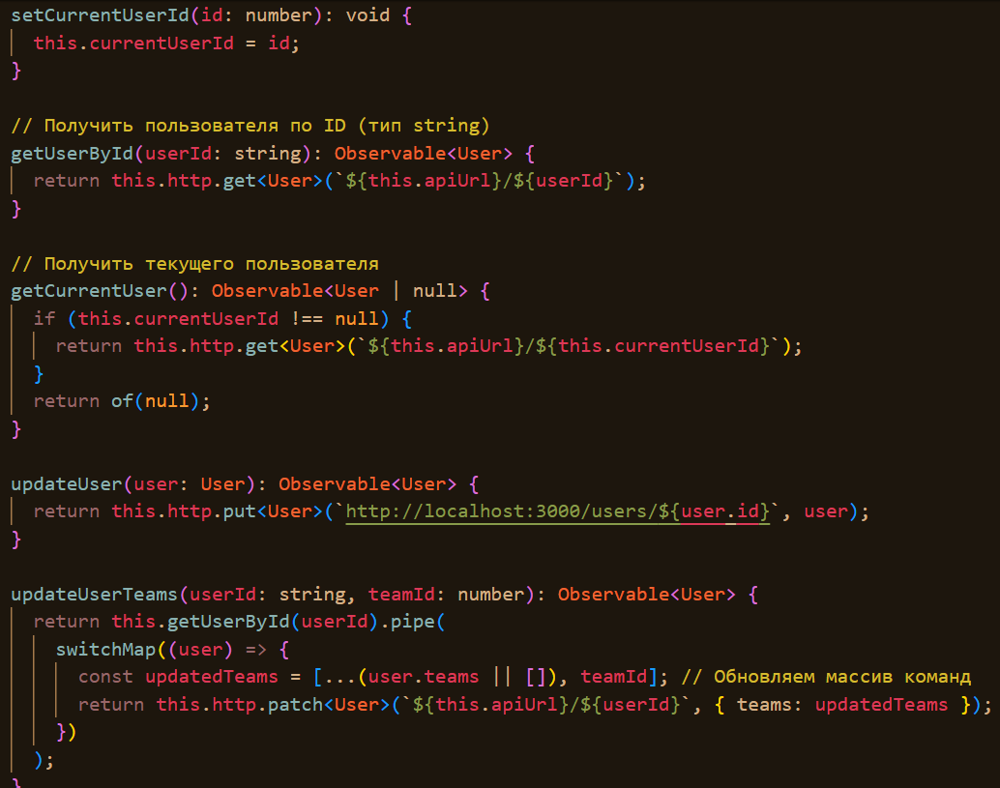 setCurrentUserId(id: number): void {
this.currentUserId = id;
}
// Получить пользователя по ID (тип string)
getUserById(userId: string): Observable<User> {
return this.http.get<User>(`${this.apiUrl}/${userId}`);
}
// Получить текущего пользователя
getCurrentUser(): Observable<User | null> {
if (this.currentUserId !== null) {
return this.http.get<User>(`${this.apiUrl}/${this.currentUserId}`);
}
return of(null);
}
updateUser(user: User): Observable<User> {
return this.http.put<User>(`http://localhost:3000/users/${user.id}`, user);
}
updateUserTeams(userId: string, teamId: number): Observable<User> {
return this.getUserById(userId).pipe(
switchMap((user) => {
const updatedTeams = [...(user.teams || []), teamId]; // Обновляем массив команд
return this.http.patch<User>(`${this.apiUrl}/${userId}`, { teams: updatedTeams });
})
);
}